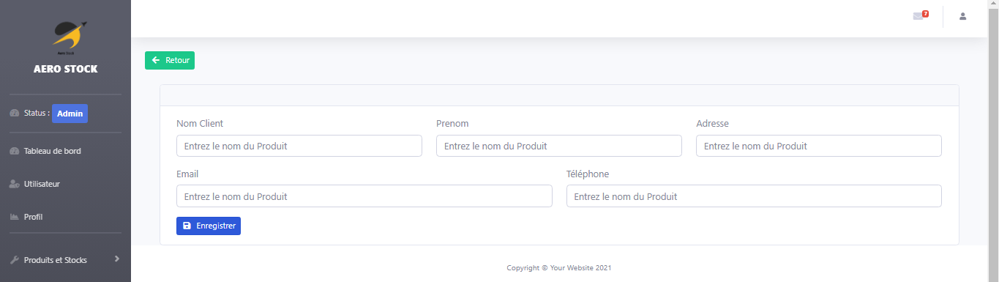 7
Aero Stock
AERO STOCK
Retour
Status : Admin
Nom Client Prenom Adresse
Entrez le nom du Produit Entrez le nom du Produit Entrez le nom du Produit
Tableau de bord
Email Téléphone
Utilisateur
Entrez le nom du Produit Entrez le nom du Produit
Profil
Enregistrer
Produits et Stocks
Copyright © Your Website 2021